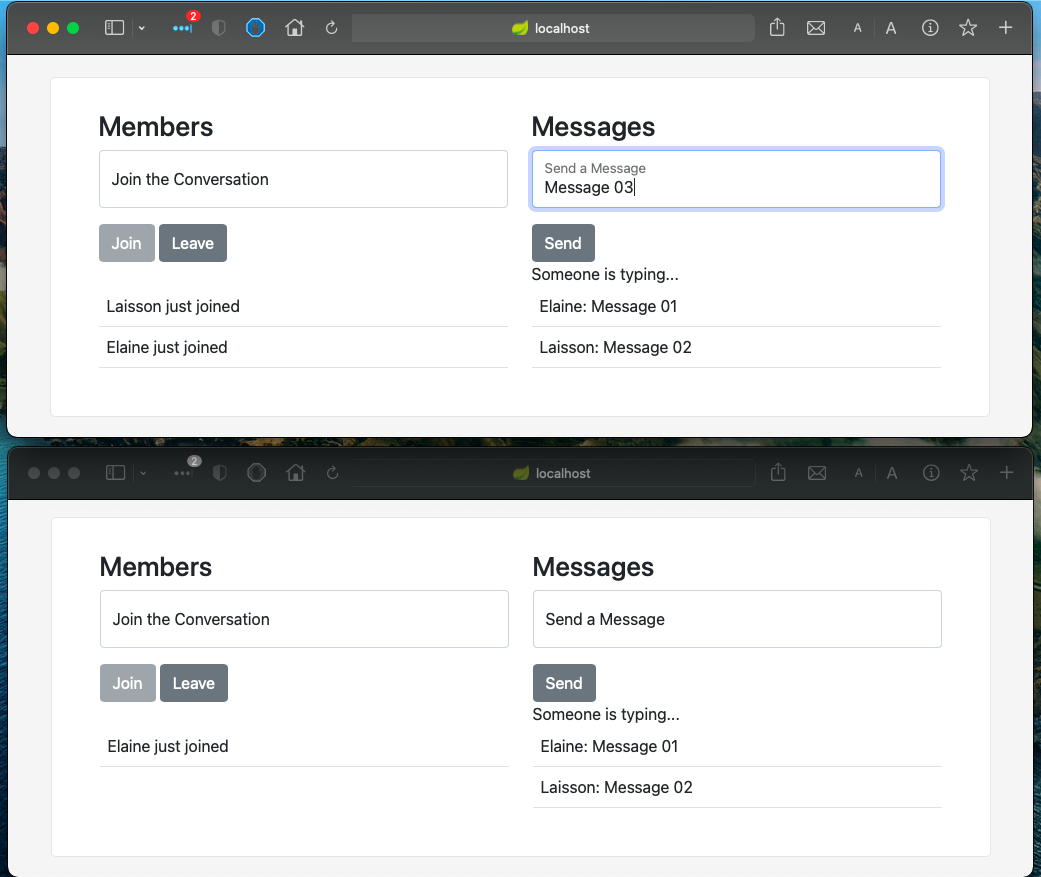 2
localhost
A A
Members
Join the Conversation
Join Leave
Laisson just joined
Elaine just joined
Messages
Send a Message
Message 03
Send
Someone is typing...
Elaine: Message 01
Laisson: Message 02
2
localhost
A A
Members
Join the Conversation
Join Leave
Elaine just joined
Messages
Send a Message
Send
Someone is typing...
Elaine: Message 01
Laisson: Message 02